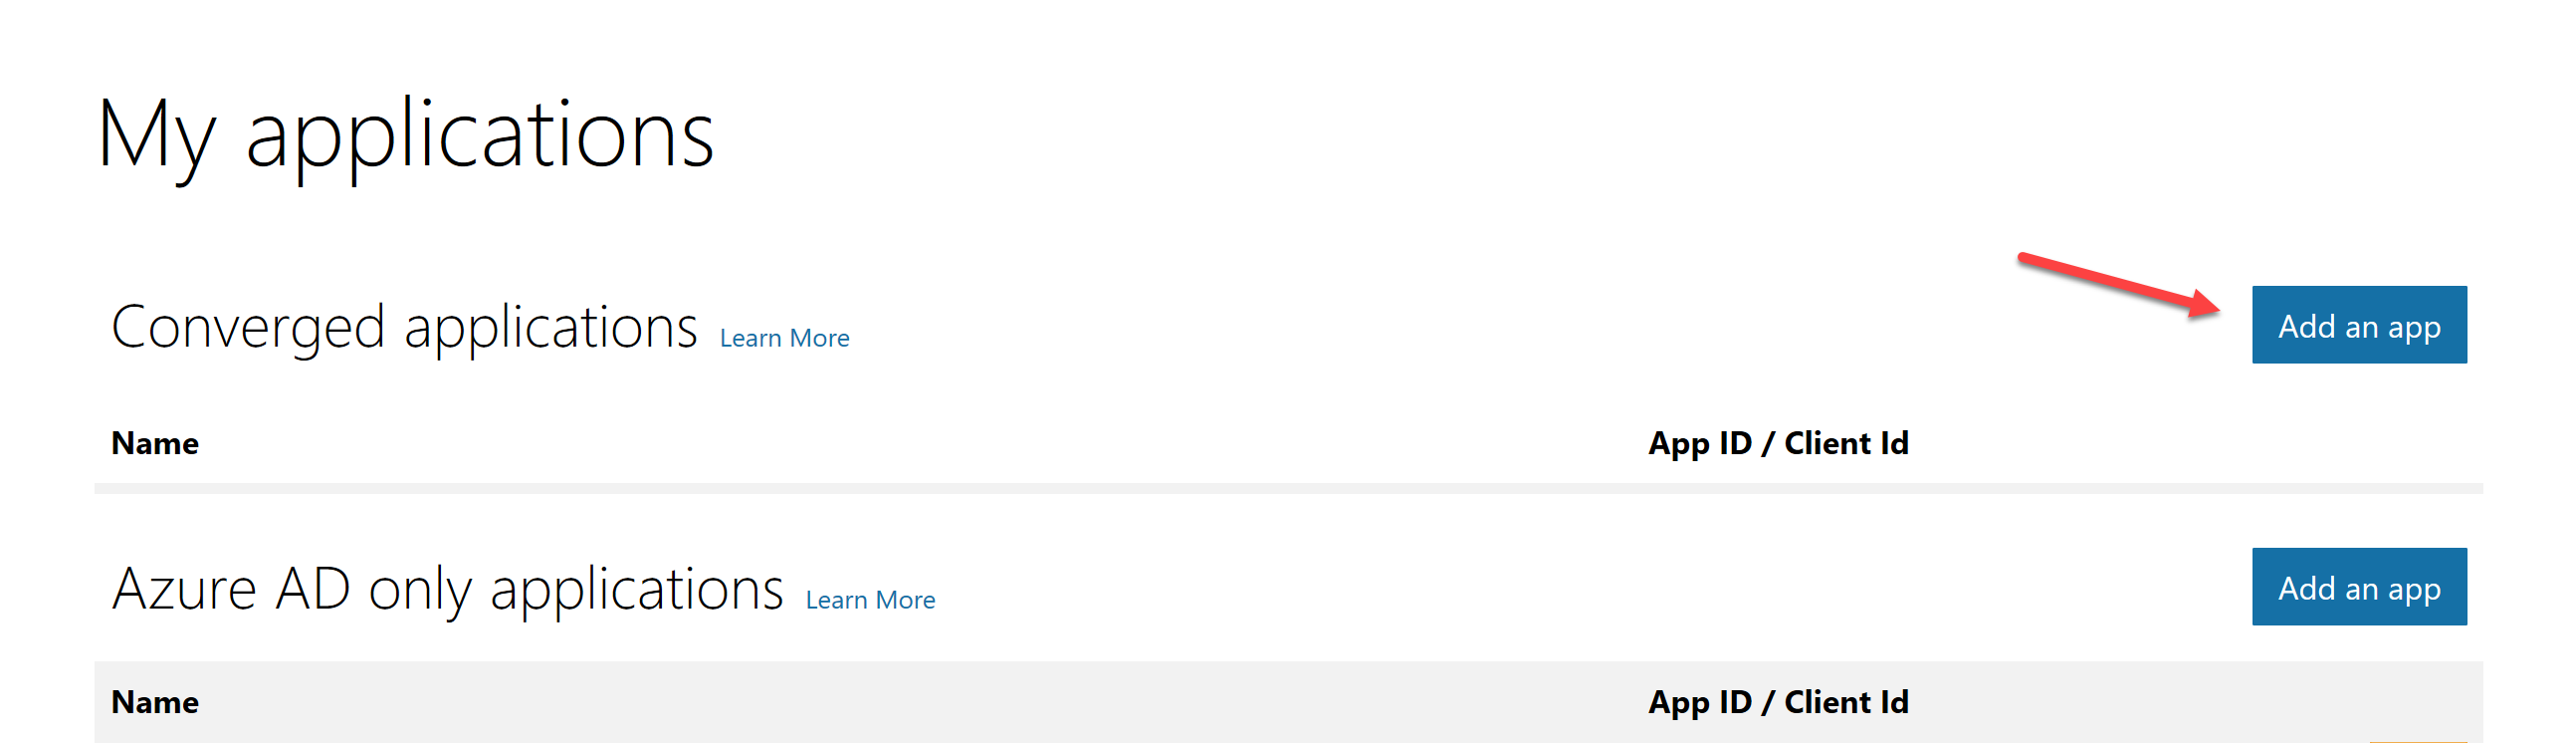 My applications
Converged applications Learn More
Add an app
Name App ID / Client Id
Azure AD only applications Learn More
Add an app
Name App ID / Client Id